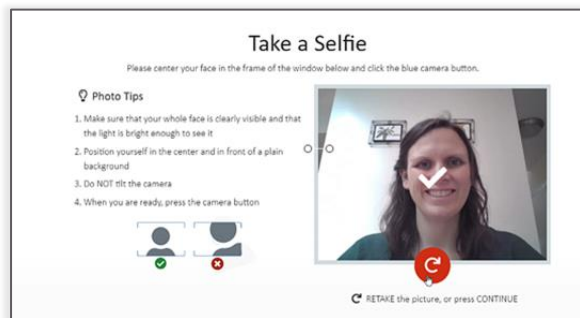 Take a Selfie
Please center your face in the frame of the window below and click the blue camera button.
Photo Tips
1. Make sure that your whole face is clearly visible and that
the light is bright enough to see it
2. Position yourself in the center and in front of a plain
background
3. Do NOT tilt the camera
4. When you are ready, press the camera button
RETAKE the picture, or press CONTINUE